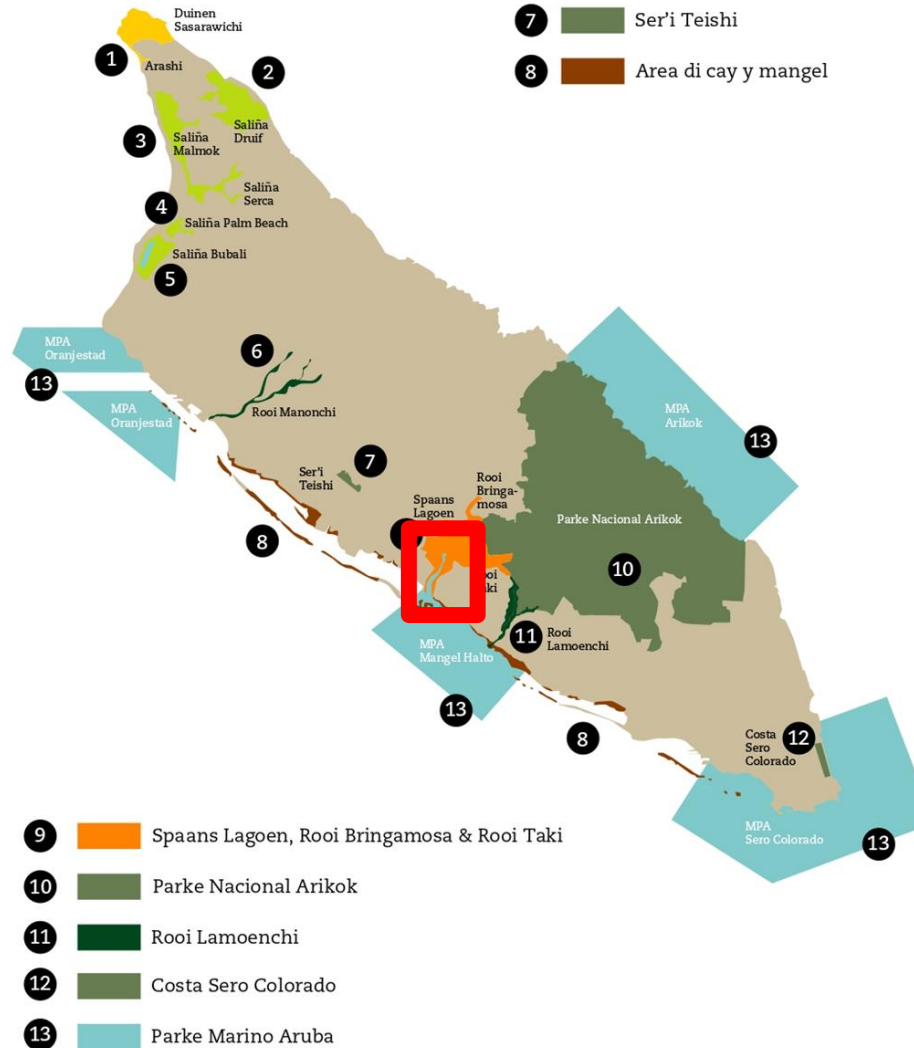 Duinen
Sasarawichi
1
Arashi
2
7 Ser'i Teishi
8 Area di cay y mangel
3
Saliña
Malmok
Saliña
Druif
Saliña
Serca
4
Saliña Palm Beach
Saliña Bubali
5
MPA
Oranjestad
13
MPA
Oranjestad
6
Rooi Manonchi
MPA
Arikok
13
Ser'i
Teishi
7
Rooi
Bringa-
mosa
Spaans
Lagoen
Parke Nacional Arikok
8
10
11
Rooi
Lamoenchi
MPA
Mangel Halto
13
8
Costa
Sero
Colorado
12
MPA
Sero Colorado
13
9 Spaans Lagoen, Rooi Bringamosa & Rooi Taki
10 Parke Nacional Arikok
11 Rooi Lamoenchi
12 Costa Sero Colorado
13 Parke Marino Aruba